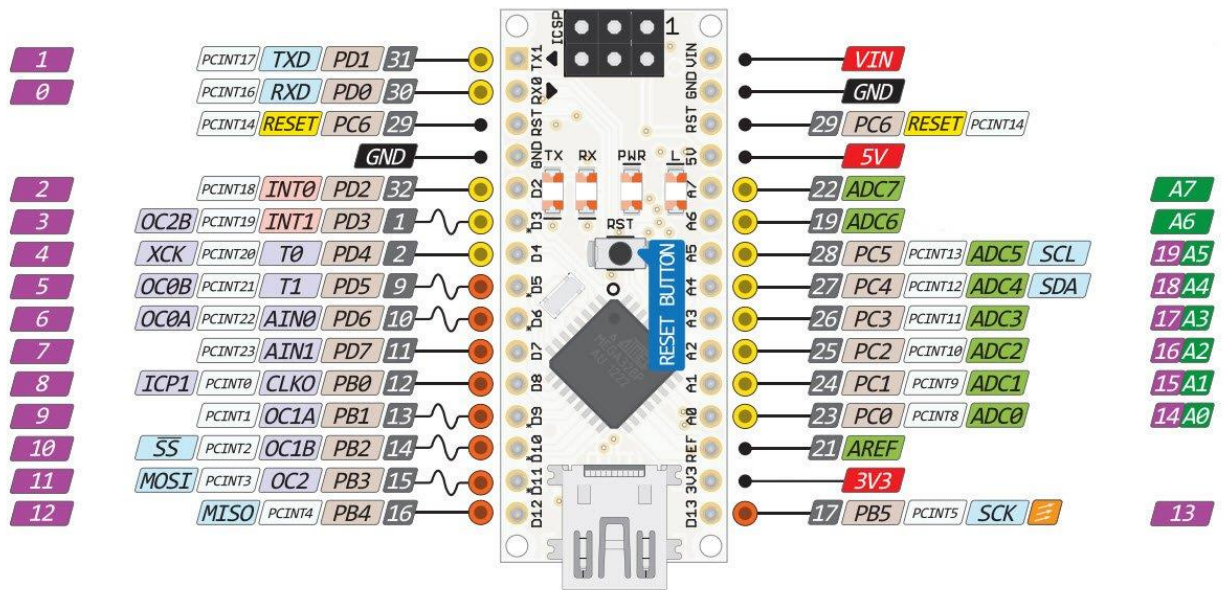 ICSP 1
1 PCINT17 TXD PD1 31 TX1 VIN VIN
0 PCINT16 RXD PD0 30 RX0 GND GND
PCINT14 RESET PC6 29 RST RST 29 PC6 RESET PCINT14
GND GND TX RX PWR L 5V 5V
2 PCINT18 INT0 PD2 32 D2 A7 22 ADC7 A7
3 OC2B PCINT19 INT1 PD3 1 *D3 RST A6 19 ADC6 A6
4 XCK PCINT20 T0 PD4 2 D4 A5 28 PC5 PCINT13 ADC5 SCL 19 A5
5 OC0B PCINT21 T1 PD5 9 *D5 A4 27 PC4 PCINT12 ADC4 SDA 18 A4
RESET BUTTON
6 OC0A PCINT22 AIN0 PD6 10 *D6 A3 26 PC3 PCINT11 ADC3 17 A3
7 PCINT23 AIN1 PD7 11 D7 A2 25 PC2 PCINT10 ADC2 16 A2
8 ICP1 PCINT0 CLKO PB0 12 D8 A1 24 PC1 PCINT9 ADC1 15 A1
9 PCINT1 OC1A PB1 13 *D9 A0 23 PC0 PCINT8 ADC0 14 A0
10 SS PCINT2 OC1B PB2 14 *D10 REF 21 AREF
11 MOSI PCINT3 OC2 PB3 15 *D11 3V3 3V3
12 MISO PCINT4 PB4 16 D12 D13 17 PB5 PCINT5 SCK 13